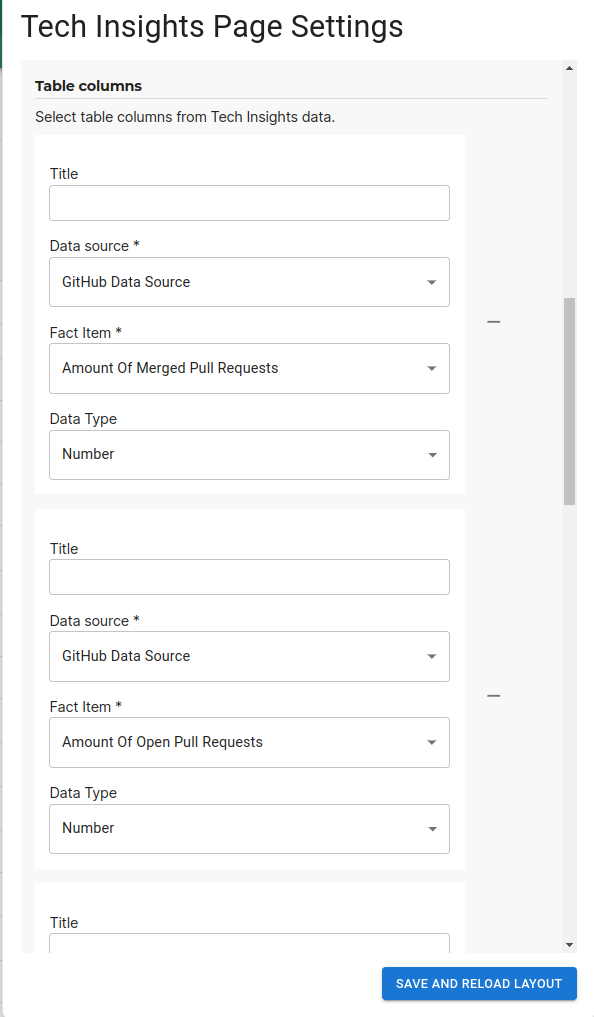 Tech Insights Page Settings
Table columns
Select table columns from Tech Insights data.
Title
Data source *
GitHub Data Source
Fact Item *
Amount Of Merged Pull Requests
Data Type
Number
Title
Data source *
GitHub Data Source
Fact Item *
Amount Of Open Pull Requests
Data Type
Number
Title
SAVE AND RELOAD LAYOUT